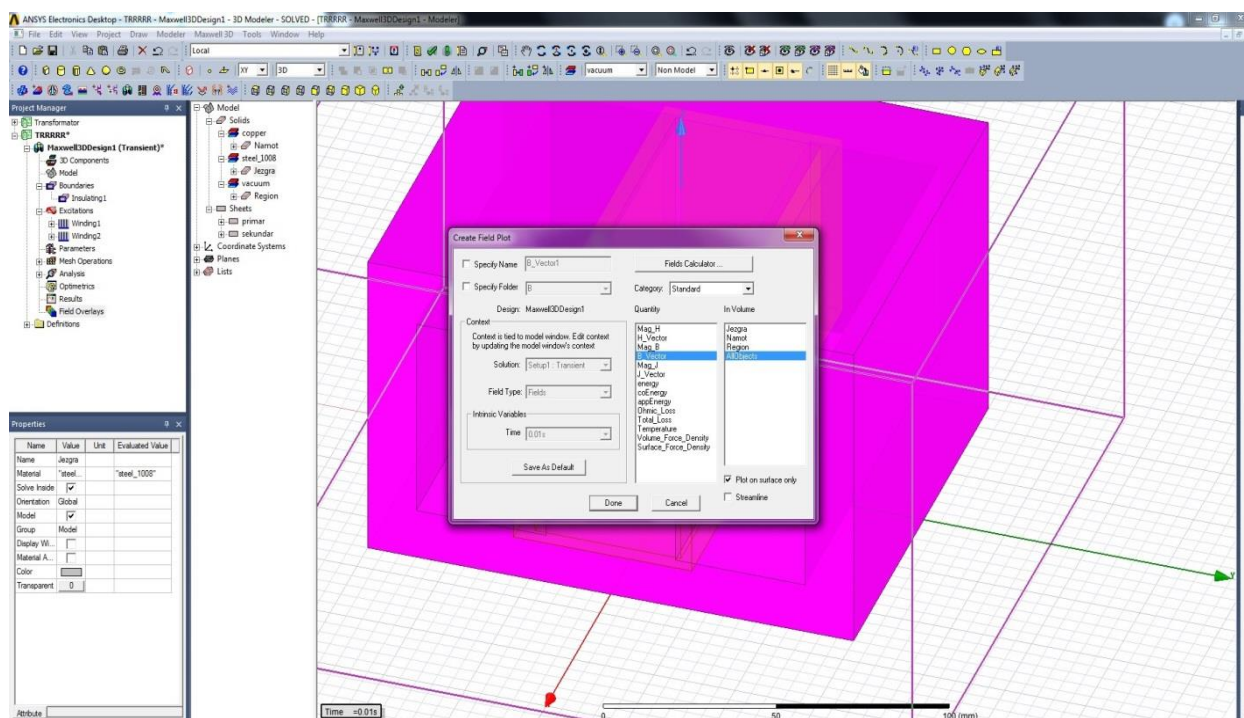 ANSYS Electronics Desktop - TRRRRR - Maxwell3DDesign1 - 3D Modeler - SOLVED - [TRRRRR - Maxwell3DDesign1 - Modeler]
File Edit View Project Draw Modeler Maxwell 3D Tools Window Help
Local
XY 3D vacuum Non Model
Project Manager
Transformator
TRRRRR*
Maxwell3DDesign1 (Transient)*
3D Components
Model
Boundaries
Insulating1
Excitations
Winding1
Winding2
Parameters
Mesh Operations
Analysis
Optimetrics
Results
Field Overlays
Definitions
Model
Solids
copper
Namot
steel_1008
Jezgra
vacuum
Region
Sheets
primar
sekundar
Coordinate Systems
Planes
Lists
Properties
Name Value Unit Evaluated Value
Name Jezgra
Material "steel... "steel_1008"
Solve Inside
Orientation Global
Model
Group Model
Display Wi...
Material A...
Color
Transparent 0
Attribute
Create Field Plot
Specify Name B_Vector1
Fields Calculator ...
Specify Folder B
Category: Standard
Design: Maxwell3DDesign1
Quantity
In Volume
Context
Context is tied to model window. Edit context
by updating the model window's context
Solution: Setup1 : Transient
Field Type: Fields
Intrinsic Variables
Time 0.01s
Save As Default
Mag_H
H_Vector
Mag_B
B_Vector
Mag_J
J_Vector
energy
coEnergy
appEnergy
Ohmic_Loss
Total_Loss
Temperature
Volume_Force_Density
Surface_Force_Density
Jezgra
Namot
Region
AllObjects
Plot on surface only
Streamline
Done
Cancel
Y
Time =0.01s
0 50 100 (mm)